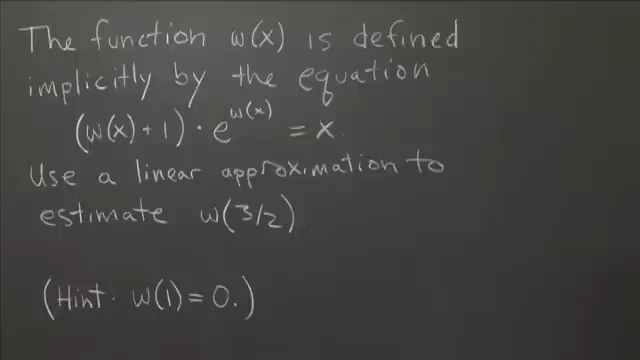 The function w(x) is defined
implicitly by the equation
(w(x)+1) · e^{w(x)} = x.
Use a linear approximation to
estimate w(3/2).
(Hint. w(1) = 0.)